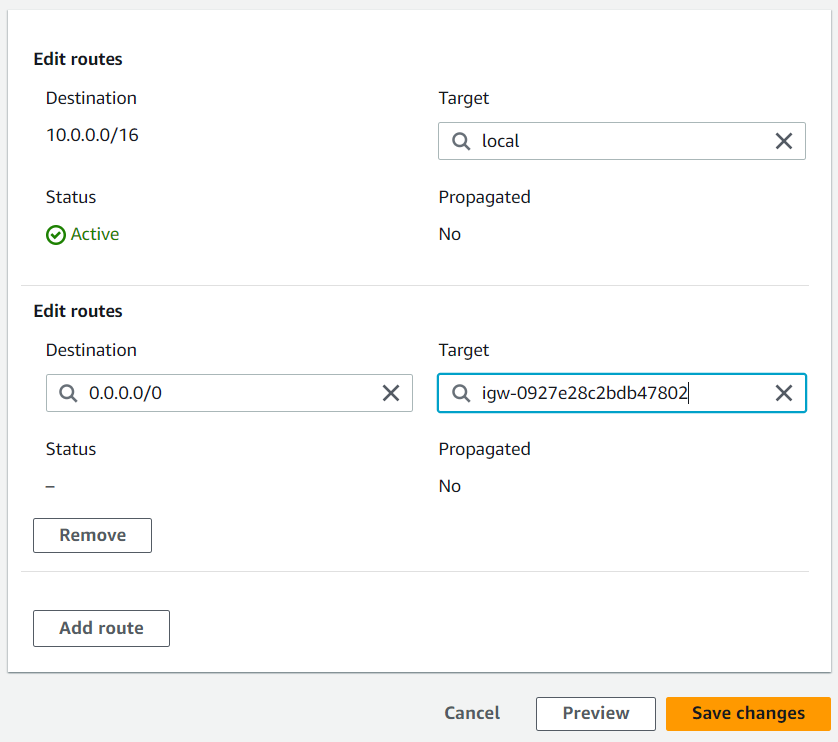 Edit routes
Destination Target
10.0.0.0/16 local
Status Propagated
Active No
Edit routes
Destination Target
0.0.0.0/0 igw-0927e28c2bdb47802
Status Propagated
– No
Remove
Add route
Cancel Preview Save changes